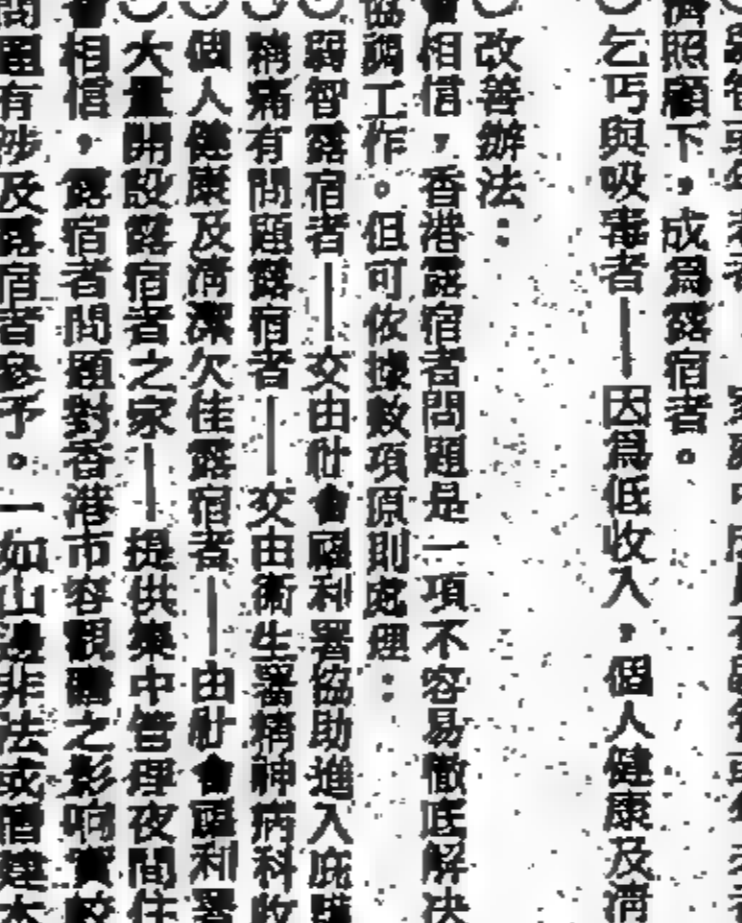 濟照顧下，成爲露宿者。
乞丐與吸毒者——因爲低收入，個人健康及清
改善辦法：
相信，香港露宿者問題是一項不容易徹底解決
協調工作。但可依據數項原則處理：
弱智露宿者——交由社會福利署協助進入庇護
精神有問題露宿者——交由衞生署精神病科收
個人健康及清潔欠佳露宿者——由社會福利署
大量開設露宿者之家——提供集中管理夜間住
相信，露宿者問題對香港市容觀瞻之影响實較
有涉及露宿者參予。一如山邊非法或僭建木